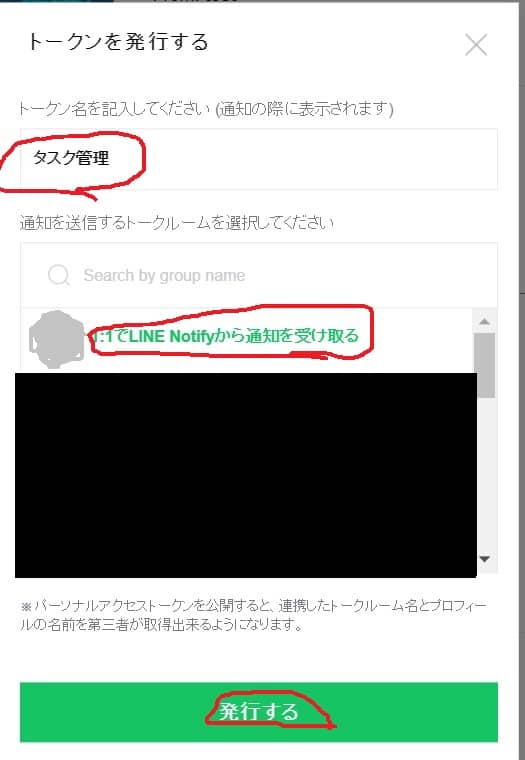 トークンを発行する
トークン名を記入してください (通知の際に表示されます)
タスク管理
通知を送信するトークルームを選択してください
Search by group name
1:1でLINE Notifyから通知を受け取る
※パーソナルアクセストークンを公開すると、連携したトークルーム名とプロフィー
ルの名前を第三者が取得出来るようになります。
発行する